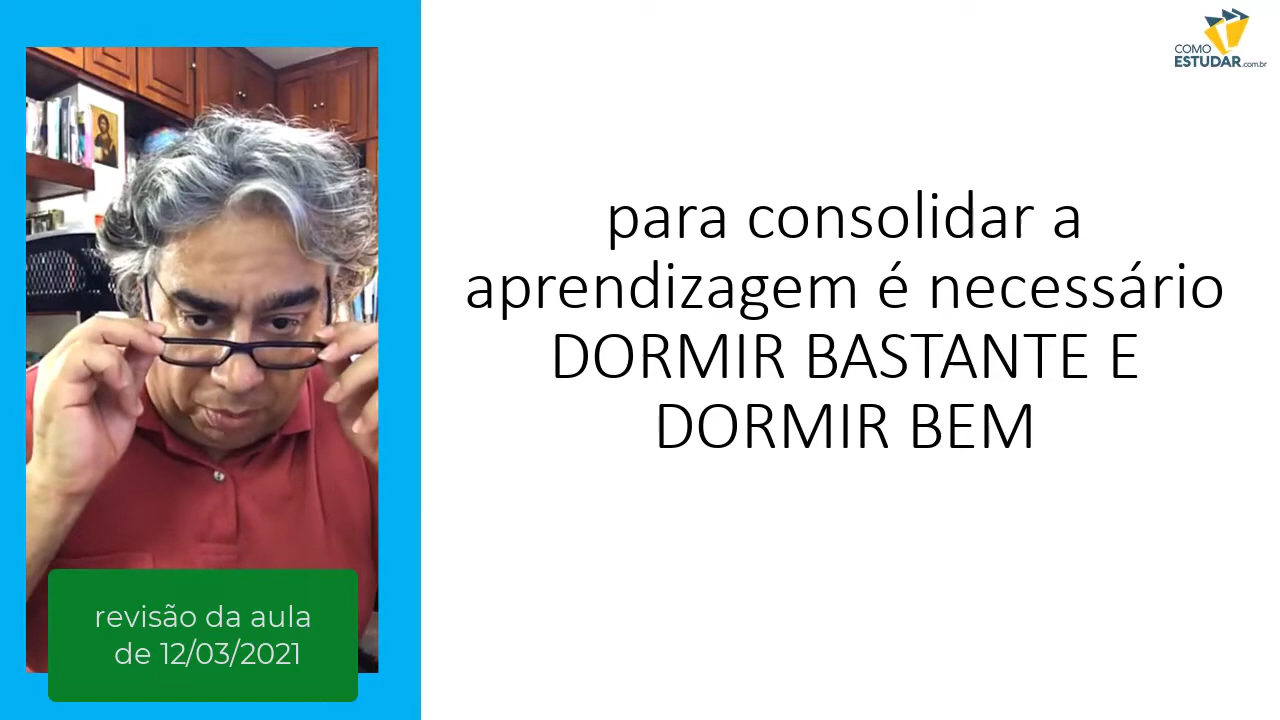 COMO
ESTUDAR.com.br
para consolidar a
aprendizagem é necessário
DORMIR BASTANTE E
DORMIR BEM
revisão da aula
de 12/03/2021